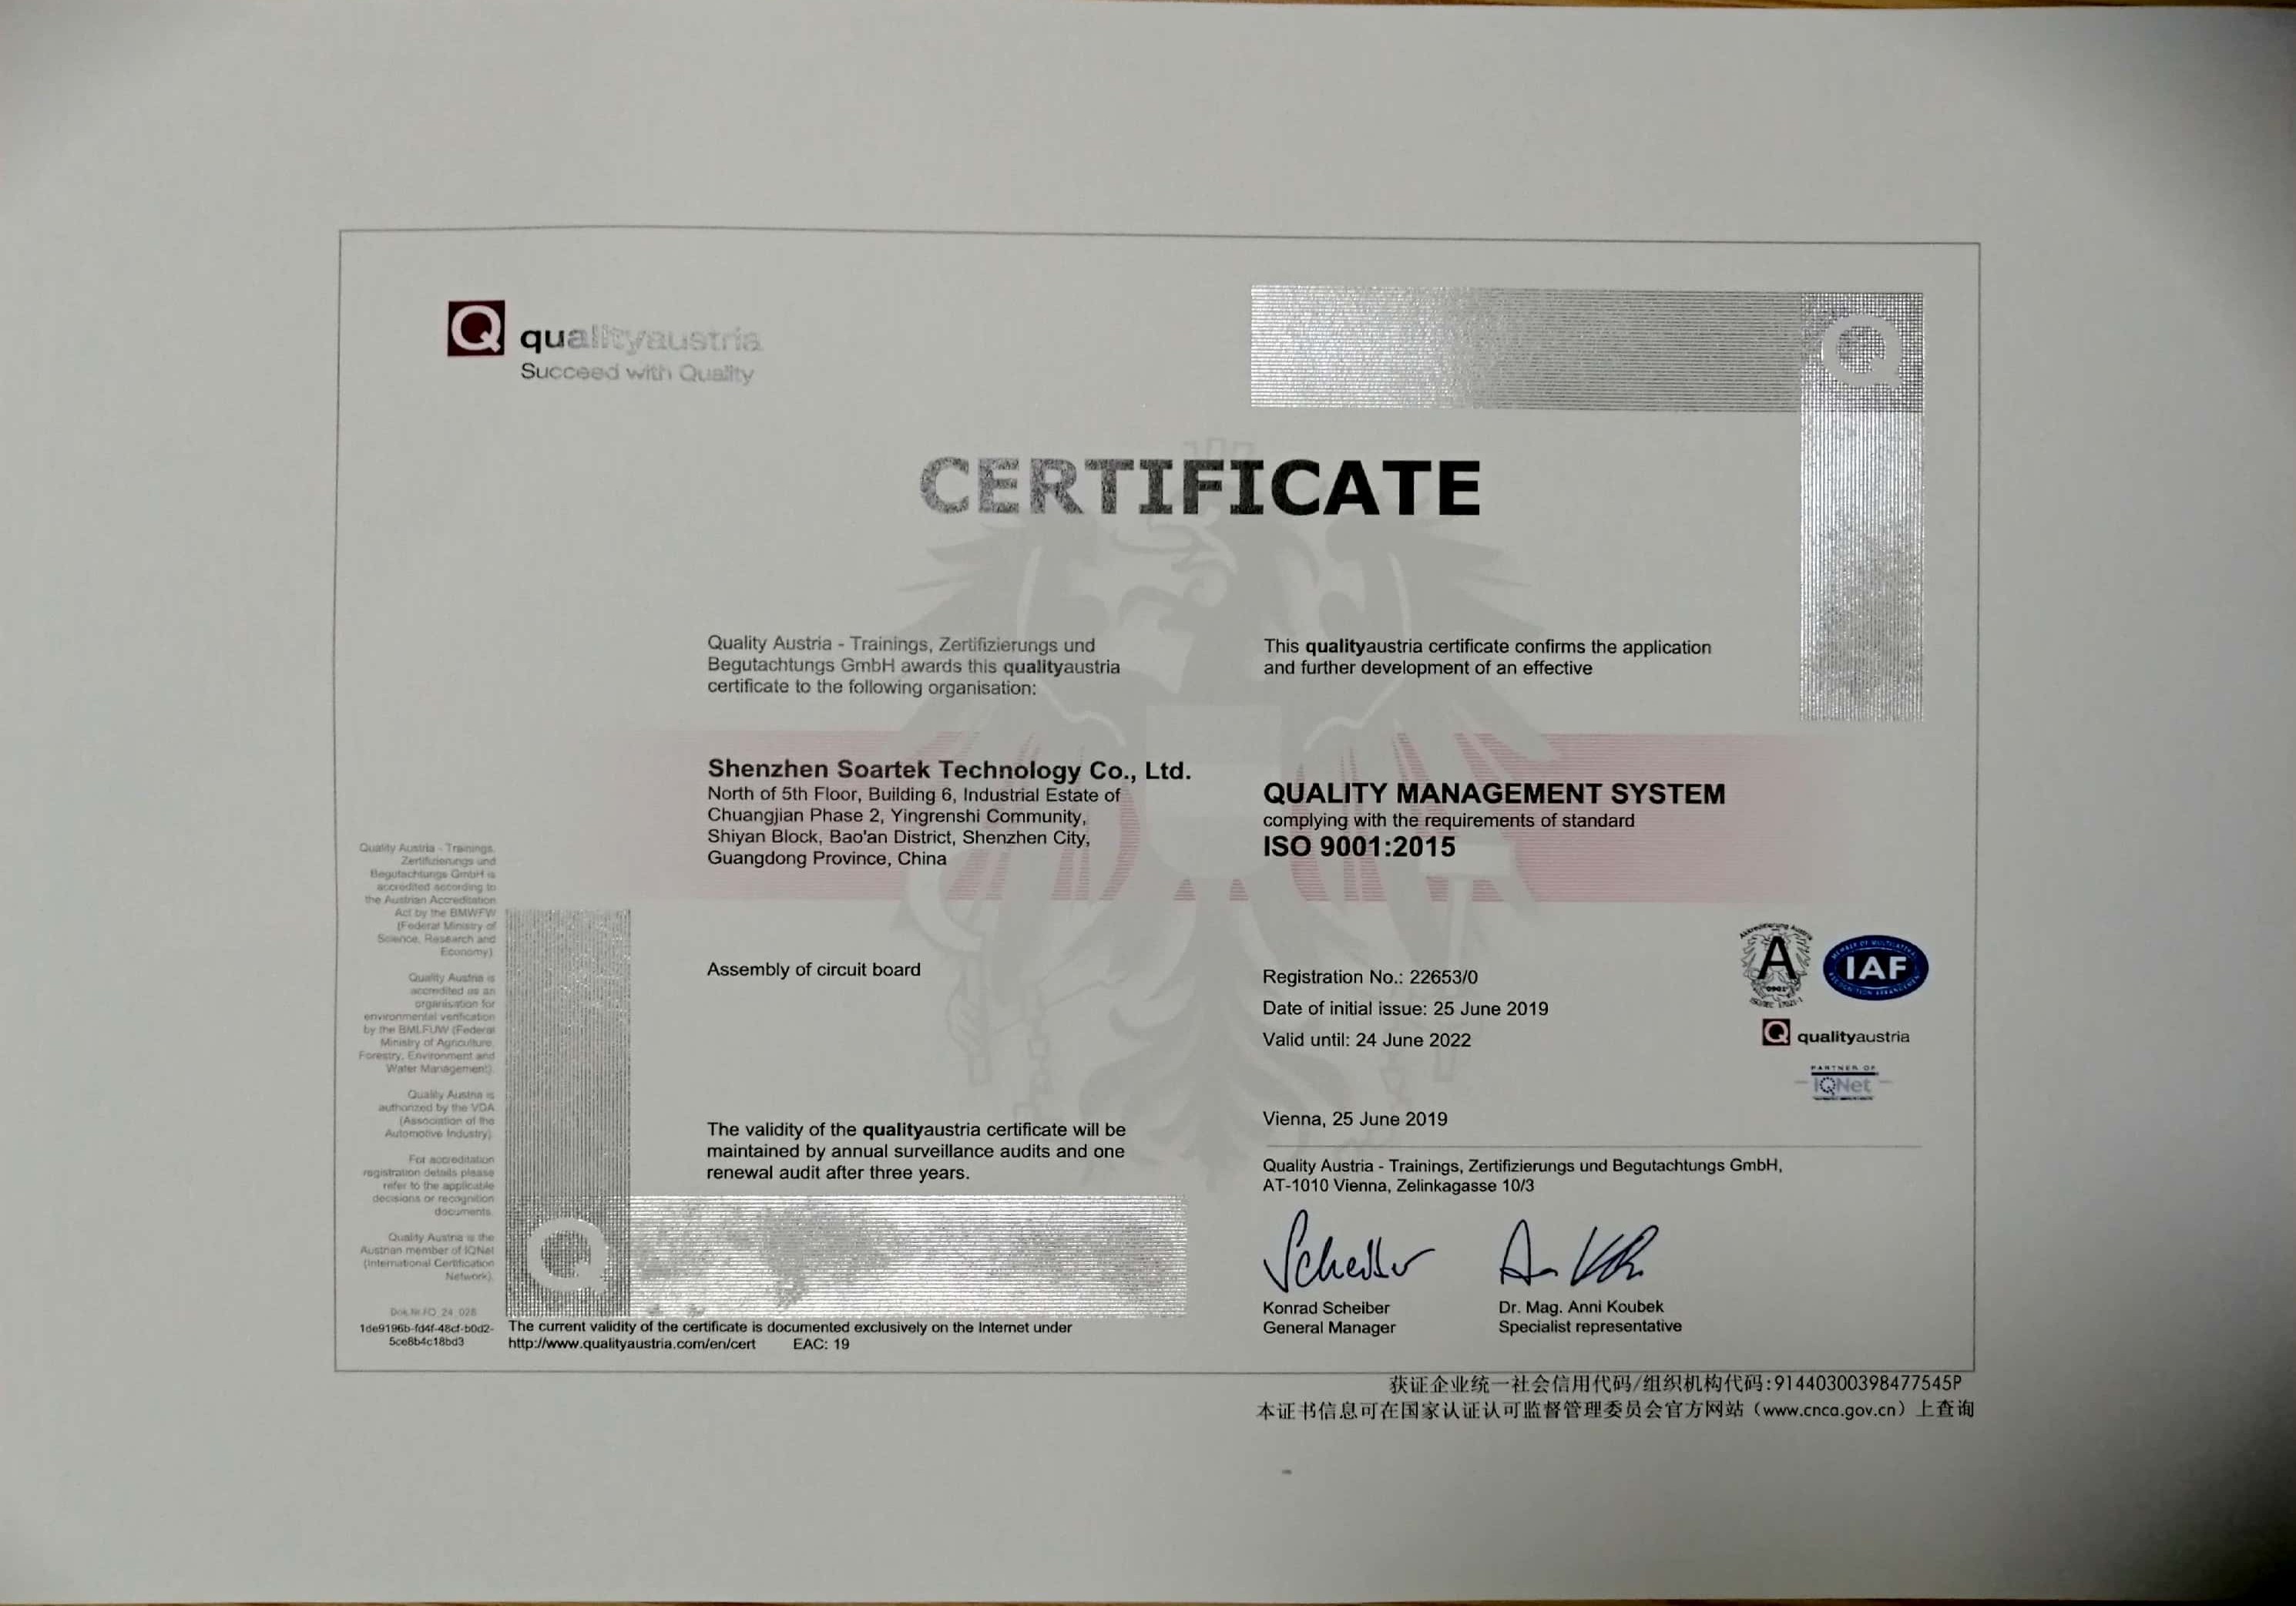 Q qualityaustria
Succeed with Quality
CERTIFICATE
Quality Austria - Trainings, Zertifizierungs und
Begutachtungs GmbH awards this qualityaustria
certificate to the following organisation:
Shenzhen Soartek Technology Co., Ltd.
North of 5th Floor, Building 6, Industrial Estate of
Chuangjian Phase 2, Yingrenshi Community,
Shiyan Block, Bao'an District, Shenzhen City,
Guangdong Province, China
Assembly of circuit board
The validity of the qualityaustria certificate will be
maintained by annual surveillance audits and one
renewal audit after three years.
This qualityaustria certificate confirms the application
and further development of an effective
QUALITY MANAGEMENT SYSTEM
complying with the requirements of standard
ISO 9001:2015
Registration No.: 22653/0
Date of initial issue: 25 June 2019
Valid until: 24 June 2022
Vienna, 25 June 2019
Quality Austria - Trainings, Zertifizierungs und Begutachtungs GmbH,
AT-1010 Vienna, Zelinkagasse 10/3
Konrad Scheiber
General Manager
Dr. Mag. Anni Koubek
Specialist representative
Akkreditierung Austria
A
0901
IAF
Q qualityaustria
PARTNER OF
IQNet
Quality Austria - Trainings,
Zertifizierungs und
Begutachtungs GmbH is
accredited according to
the Austrian Accreditation
Act by the BMWFW
(Federal Ministry of
Science, Research and
Economy).
Quality Austria is
accredited as an
organisation for
environmental verification
by the BMLFUW (Federal
Ministry of Agriculture,
Forestry, Environment and
Water Management).
Quality Austria is
authorized by the VDA
(Association of the
Automotive Industry).
For accreditation
registration details please
refer to the applicable
decisions or recognition
documents.
Quality Austria is the
Austrian member of IQNet
(International Certification
Network).
Dok.Nr.FO_24_028
1de9196b-fd4f-48cf-b0d2-
5ce8b4c18bd3
The current validity of the certificate is documented exclusively on the Internet under
http://www.qualityaustria.com/en/cert EAC: 19
获证企业统一社会信用代码/组织机构代码:91440300398477545P
本证书信息可在国家认证认可监督管理委员会官方网站（www.cnca.gov.cn）上查询